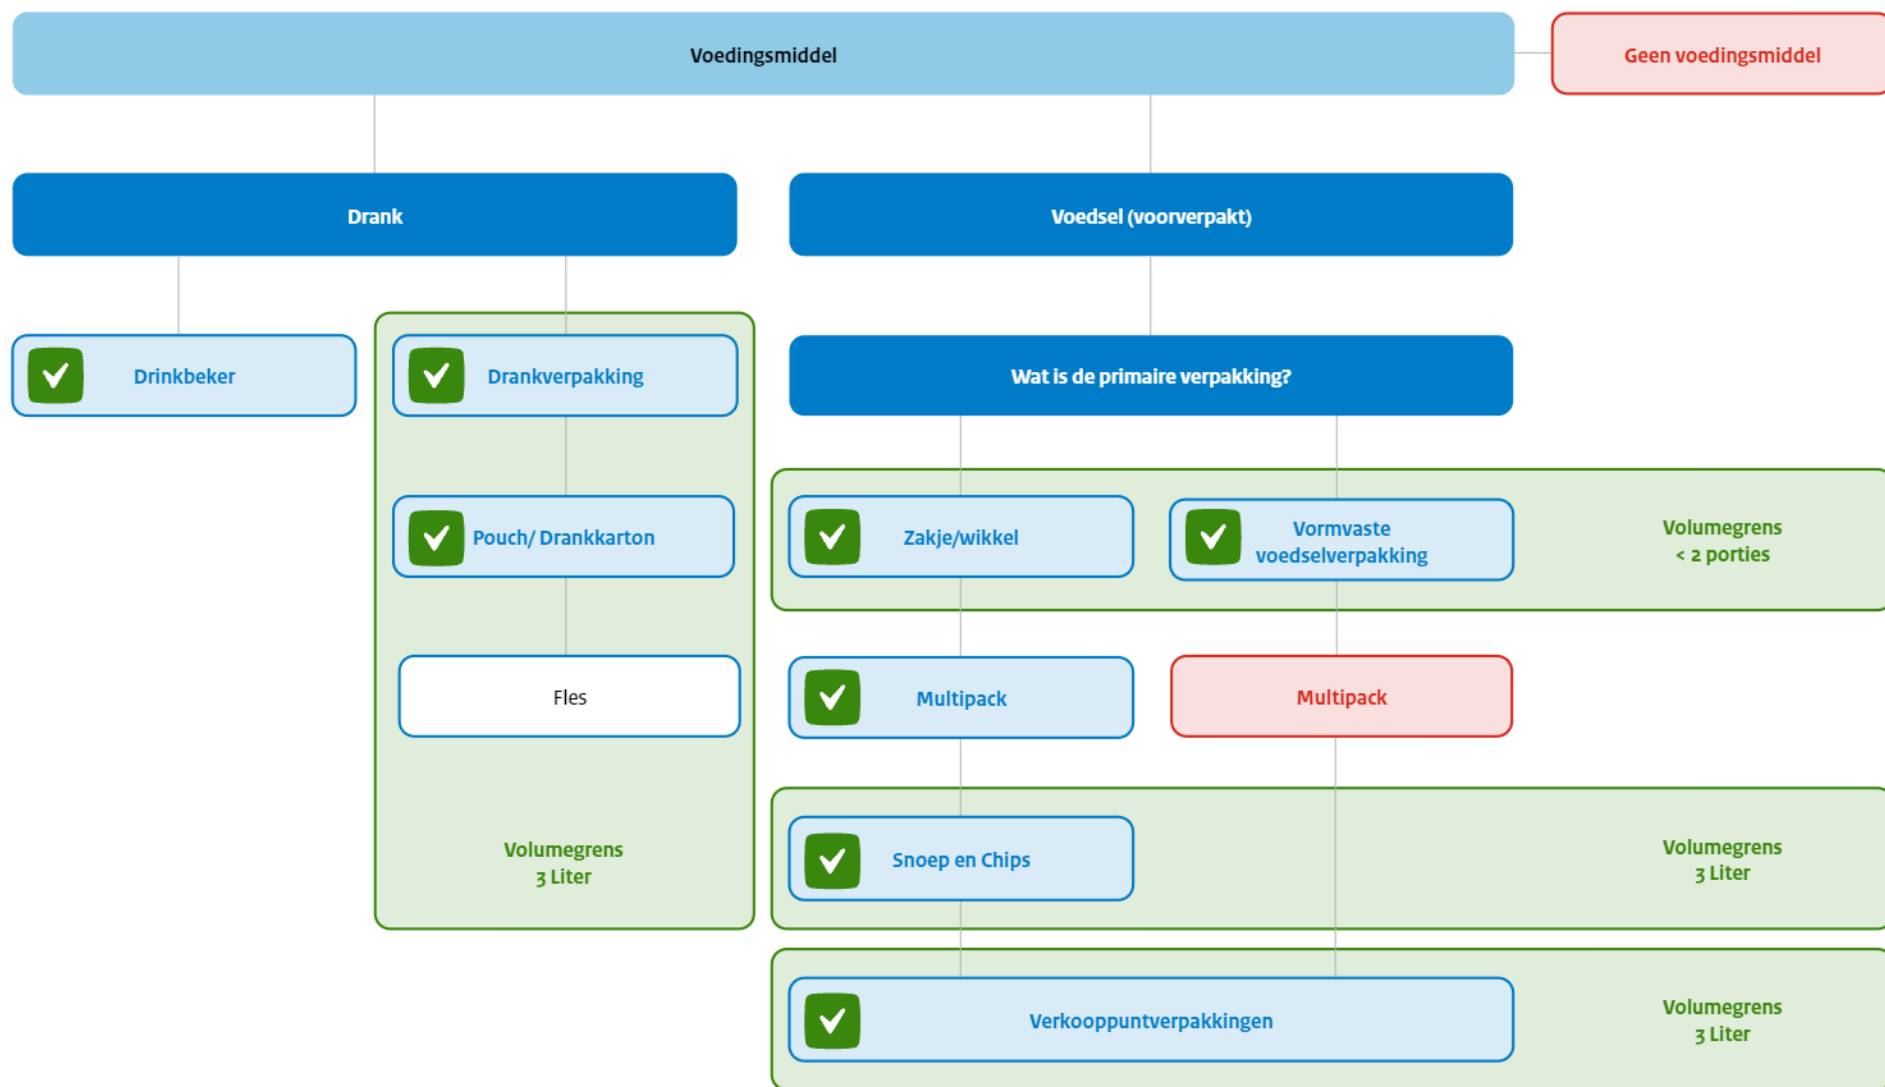 Voedingsmiddel
Geen voedingsmiddel
Drank
Voedsel (voorverpakt)
Drinkbeker
Drankverpakking
Wat is de primaire verpakking?
Pouch/ Drankkarton
Zakje/wikkel
Vormvaste
voedselverpakking
Volumegrens
< 2 porties
Fles
Multipack
Multipack
Volumegrens
3 Liter
Snoep en Chips
Volumegrens
3 Liter
Verkooppuntverpakkingen
Volumegrens
3 Liter